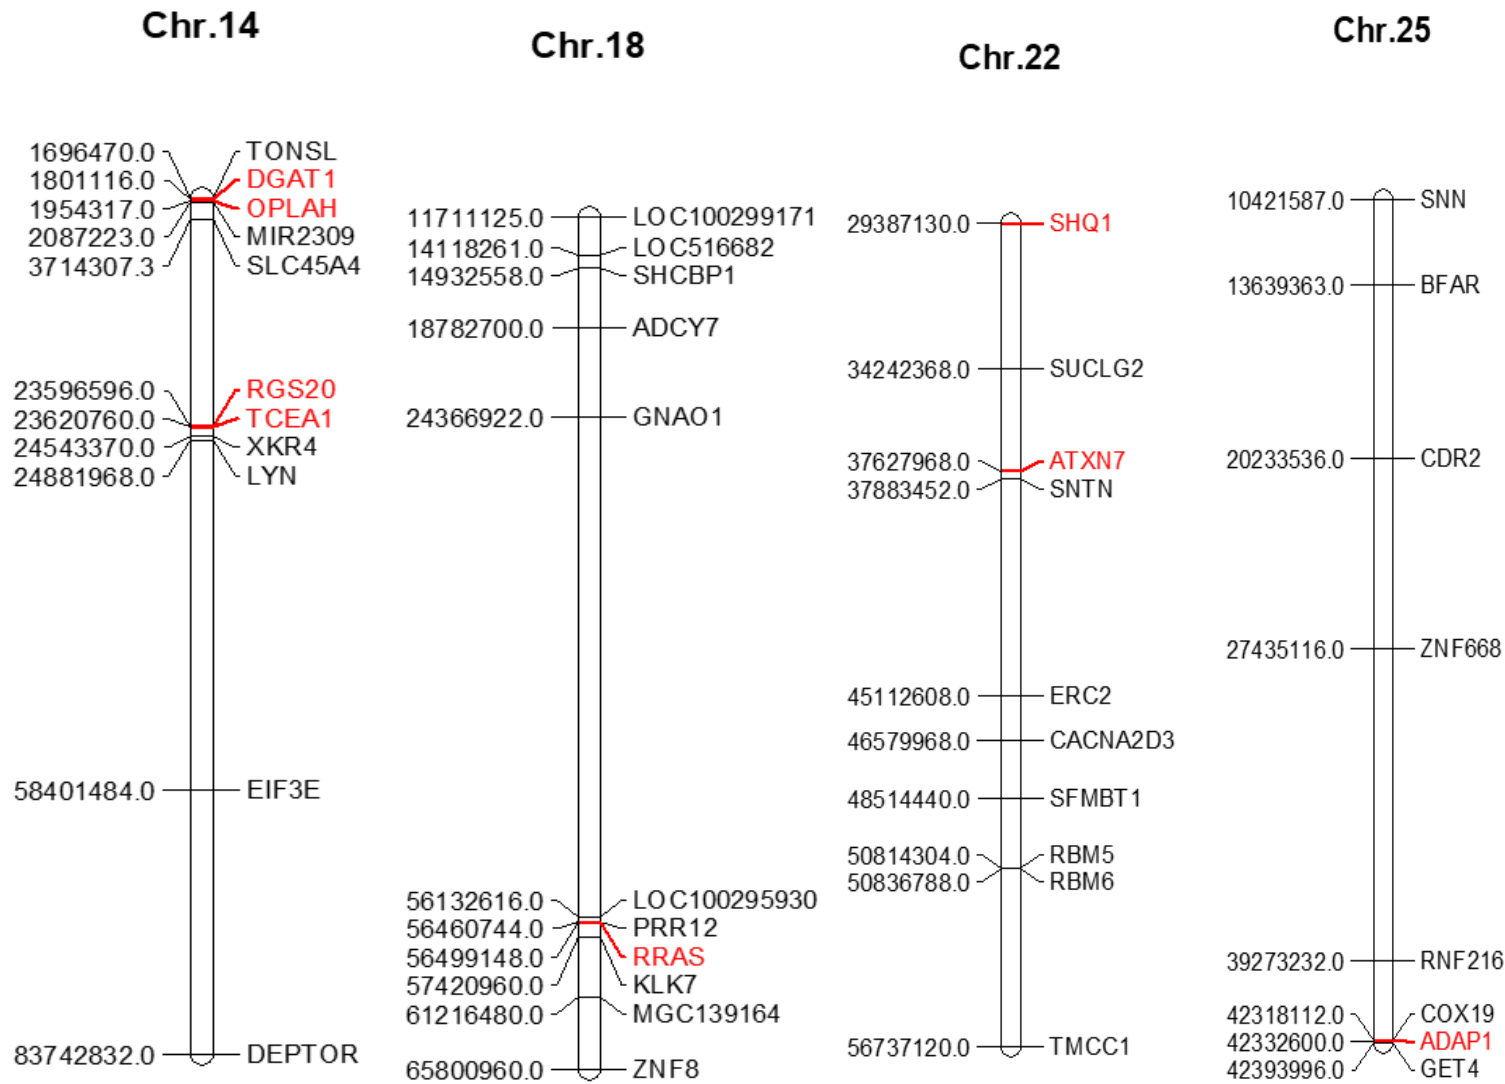 Chr.14
1696470.0 TONSL
1801116.0 DGAT1
1954317.0 OPLAH
2087223.0 MIR2309
3714307.3 SLC45A4
23596596.0 RGS20
23620760.0 TCEA1
24543370.0 XKR4
24881968.0 LYN
58401484.0 EIF3E
83742832.0 DEPTOR
Chr.18
11711125.0 LOC100299171
14118261.0 LOC516682
14932558.0 SHCBP1
18782700.0 ADCY7
24366922.0 GNAO1
56132616.0 LOC100295930
56460744.0 PRR12
56499148.0 RRAS
57420960.0 KLK7
61216480.0 MGC139164
65800960.0 ZNF8
Chr.22
29387130.0 SHQ1
34242368.0 SUCLG2
37627968.0 ATXN7
37883452.0 SNTN
45112608.0 ERC2
46579968.0 CACNA2D3
48514440.0 SFMBT1
50814304.0 RBM5
50836788.0 RBM6
56737120.0 TMCC1
Chr.25
10421587.0 SNN
13639363.0 BFAR
20233536.0 CDR2
27435116.0 ZNF668
39273232.0 RNF216
42318112.0 COX19
42332600.0 ADAP1
42393996.0 GET4